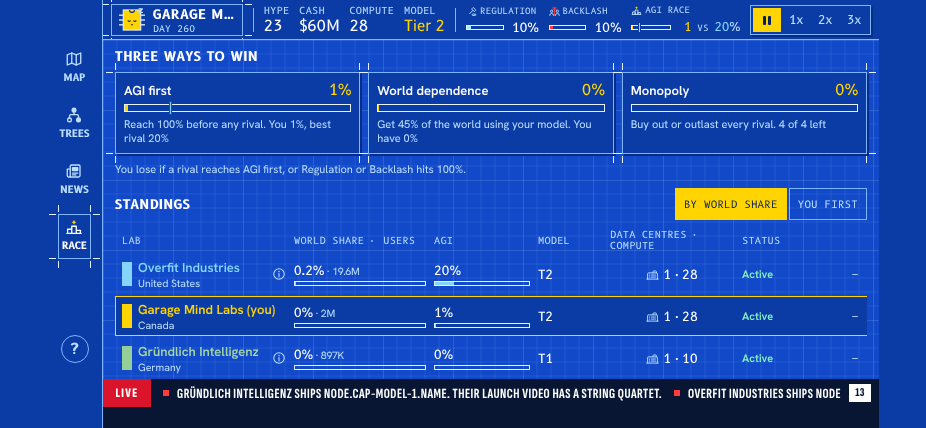 GARAGE M...
DAY 260
HYPE
23
CASH
$60M
COMPUTE
28
MODEL
Tier 2
REGULATION
10%
BACKLASH
10%
AGI RACE
1 VS 20%
1x
2x
3x
MAP
TREES
NEWS
RACE
?
THREE WAYS TO WIN
AGI first 1%
Reach 100% before any rival. You 1%, best
rival 20%
World dependence 0%
Get 45% of the world using your model. You
have 0%
Monopoly 0%
Buy out or outlast every rival. 4 of 4 left
You lose if a rival reaches AGI first, or Regulation or Backlash hits 100%.
STANDINGS
BY WORLD SHARE
YOU FIRST
LAB WORLD SHARE · USERS AGI MODEL DATA CENTRES · COMPUTE STATUS
Overfit Industries
United States
0.2% · 19.6M 20% T2 1 · 28 Active –
Garage Mind Labs (you)
Canada
0% · 2M 1% T2 1 · 28 Active –
Gründlich Intelligenz
Germany
0% · 897K 0% T1 1 · 10 Active –
LIVE
GRÜNDLICH INTELLIGENZ SHIPS NODE.CAP-MODEL-1.NAME. THEIR LAUNCH VIDEO HAS A STRING QUARTET. OVERFIT INDUSTRIES SHIPS NODE
13